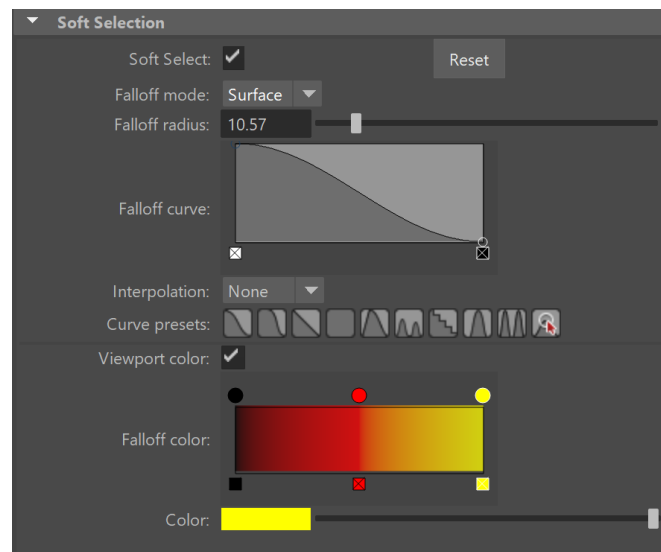 Soft Selection
Soft Select:
Reset
Falloff mode: Surface
Falloff radius: 10.57
Falloff curve:
Interpolation: None
Curve presets:
Viewport color:
Falloff color:
Color: